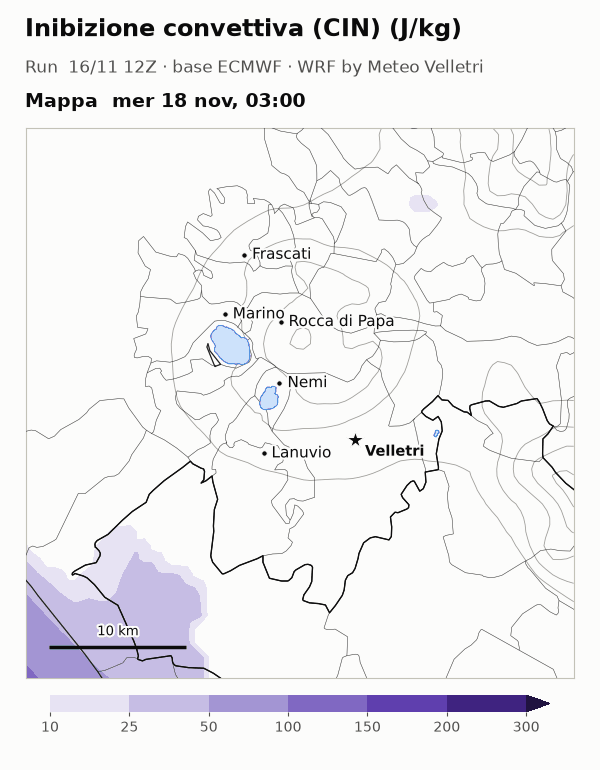 Inibizione convettiva (CIN) (J/kg)
Run  16/11 12Z · base ECMWF · WRF by Meteo Velletri
Mappa  mer 18 nov, 03:00
Frascati
Marino
Rocca di Papa
Nemi
Velletri
Lanuvio
10 km
10 25 50 100 150 200 300